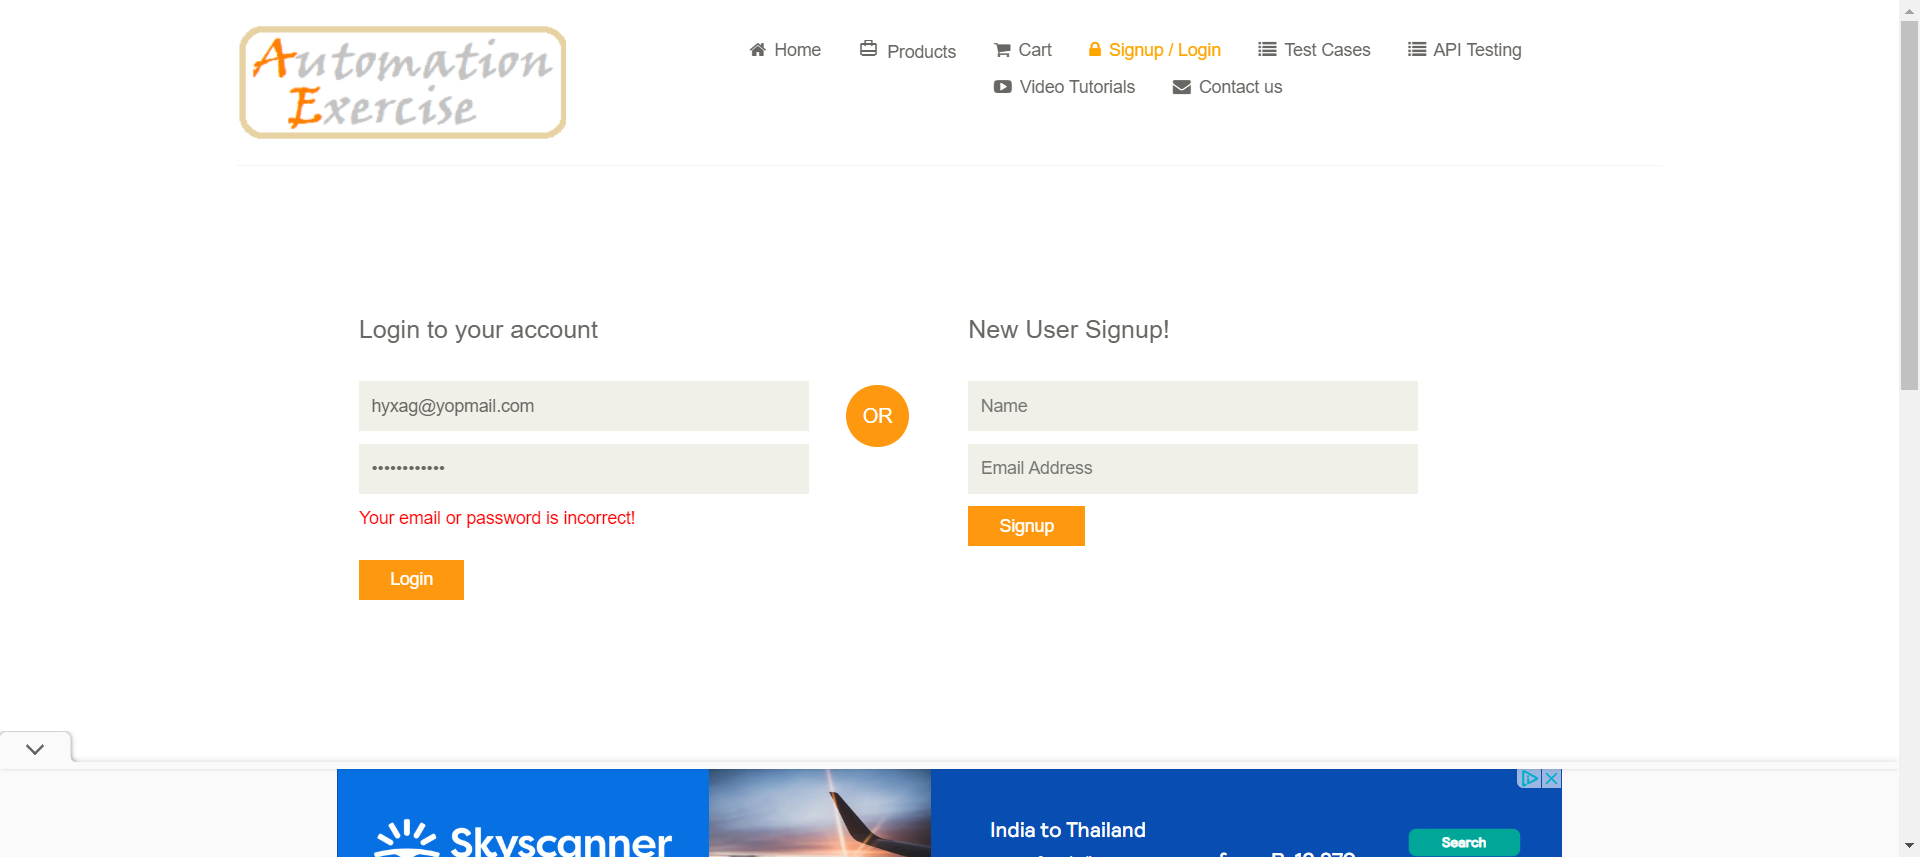 Automation
Exercise
Home
Products
Cart
Signup / Login
Test Cases
API Testing
Video Tutorials
Contact us
Login to your account
hyxag@yopmail.com
••••••••••••
Your email or password is incorrect!
Login
OR
New User Signup!
Name
Email Address
Signup
Skyscanner
India to Thailand
Search